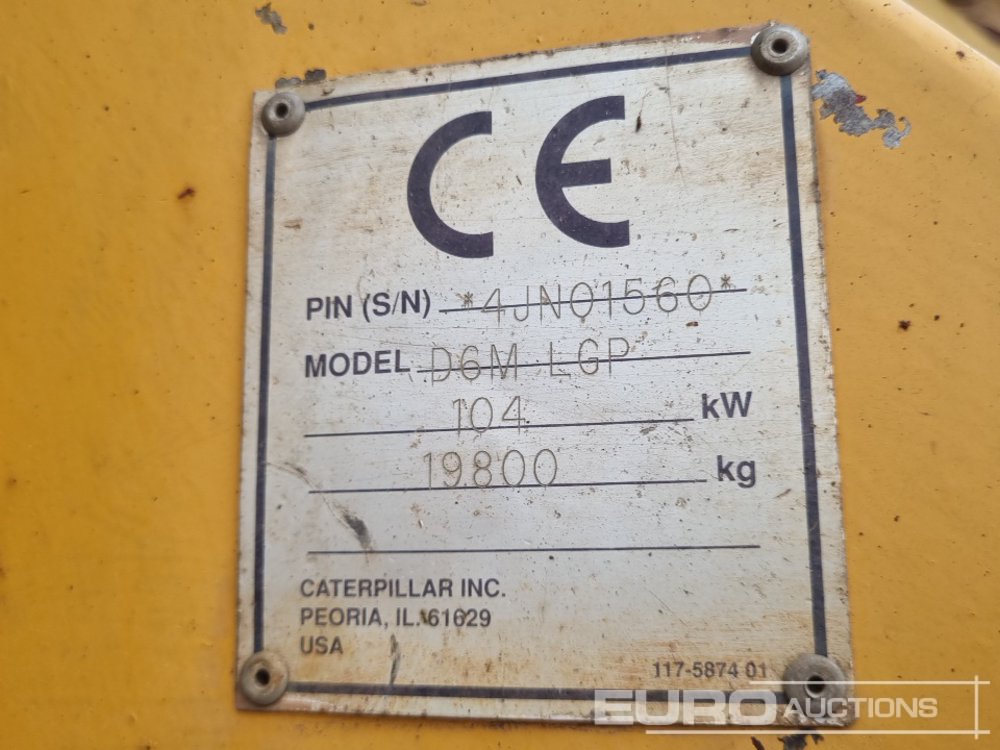 CE
PIN (S/N) *4JN01560*
MODEL D6M LGP
104 kW
19800 kg
CATERPILLAR INC.
PEORIA, IL. 61629
USA
117-5874 01
EURO AUCTIONS